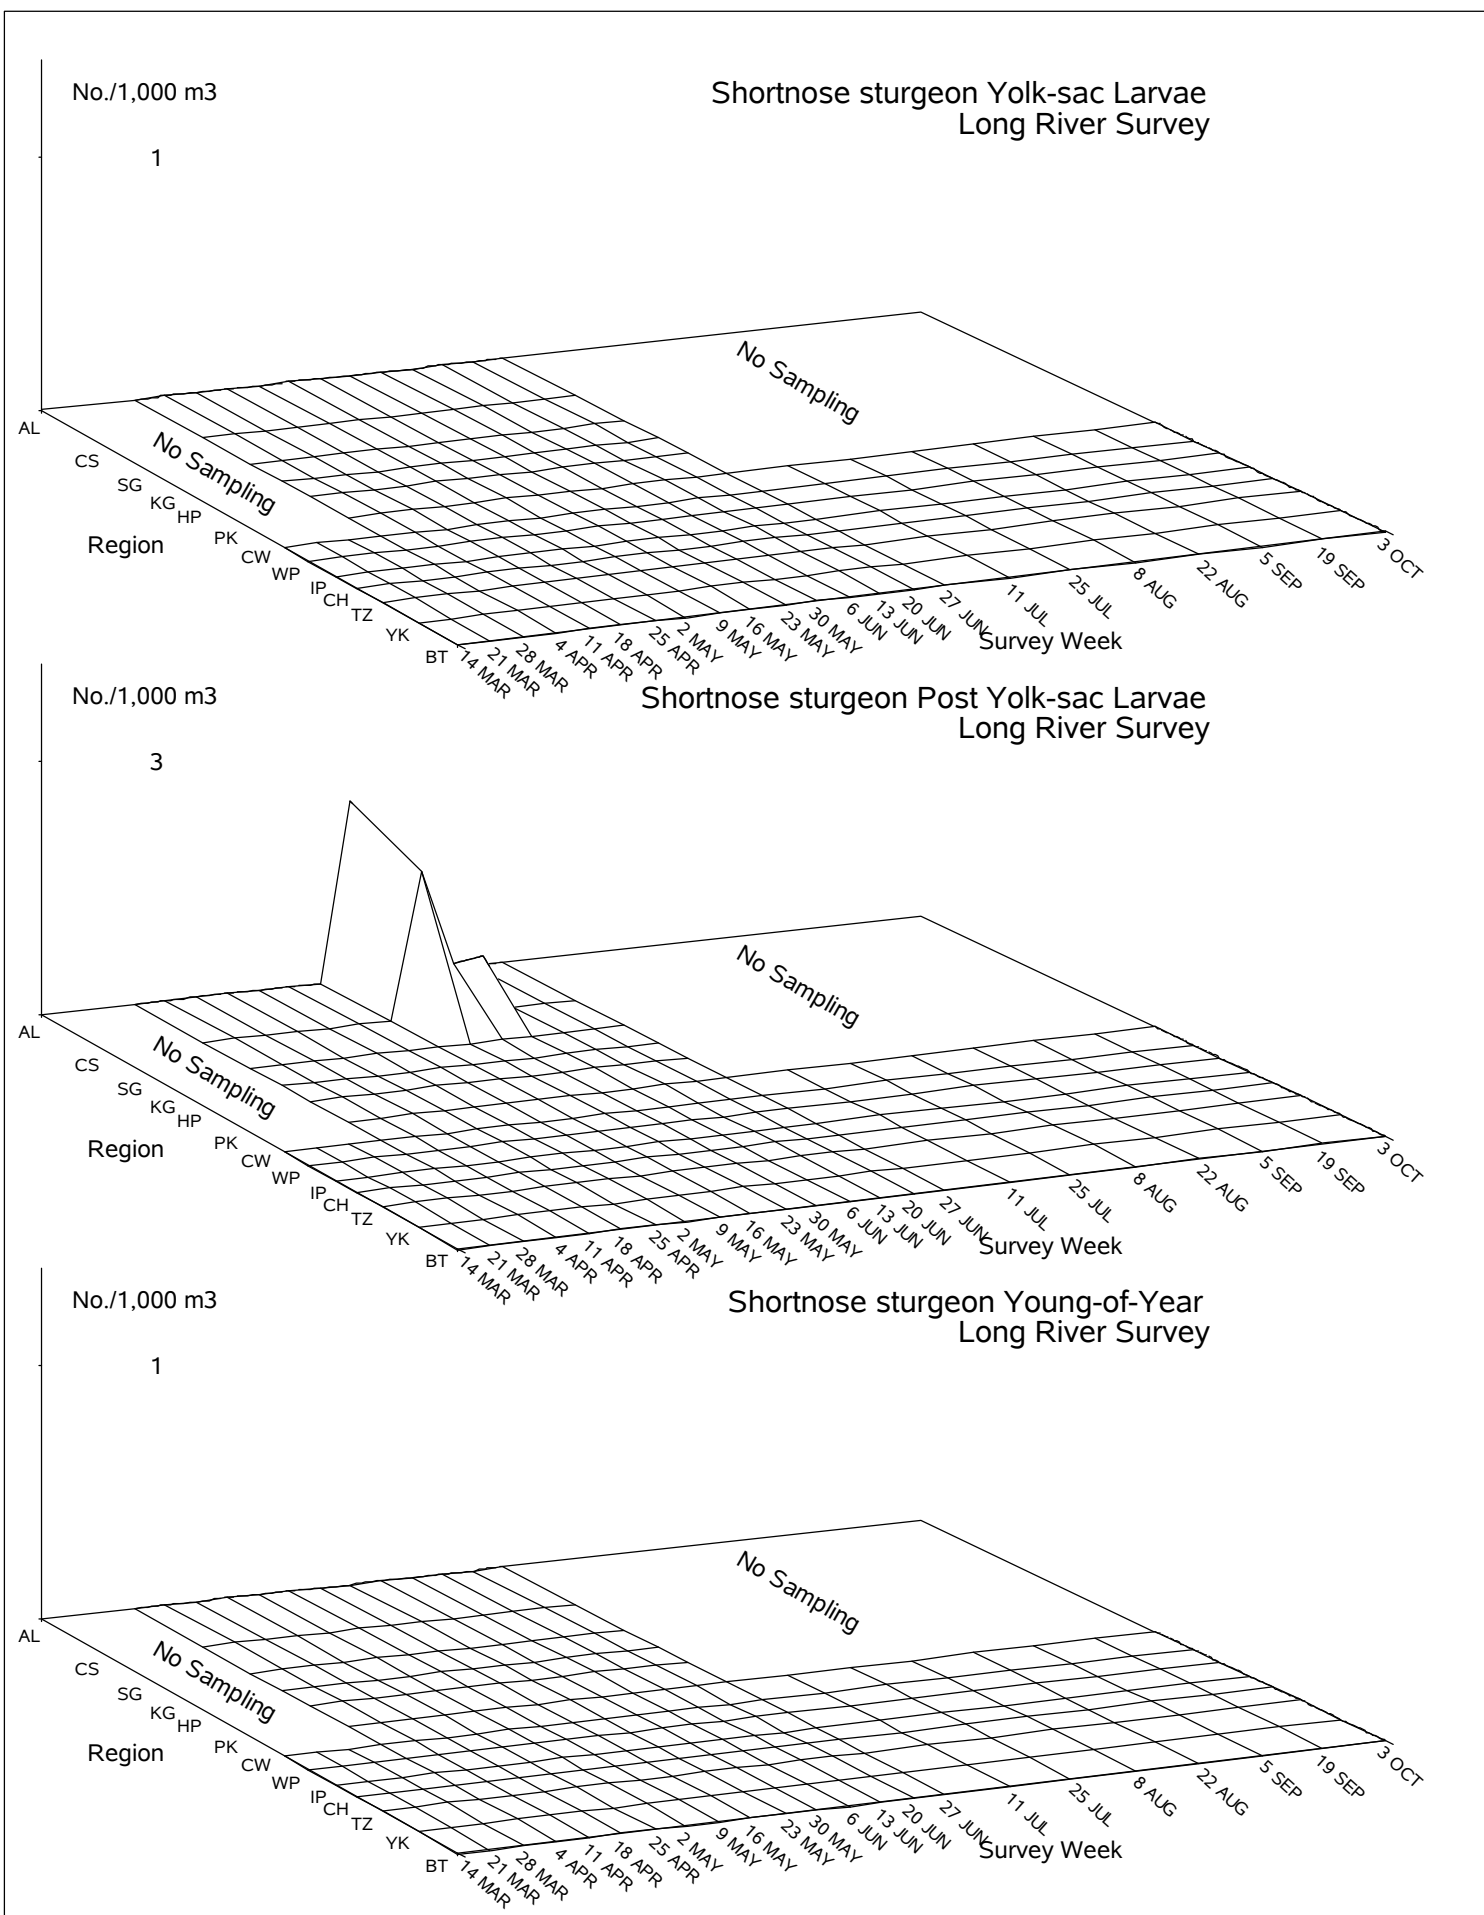 No./1,000 m3
Shortnose sturgeon Yolk-sac Larvae
Long River Survey
1
No Sampling
No Sampling
AL
CS
SG
KG
HP
PK
CW
WP
IP
CH
TZ
YK
BT
Region
14 MAR
21 MAR
28 MAR
4 APR
11 APR
18 APR
25 APR
2 MAY
9 MAY
16 MAY
23 MAY
30 MAY
6 JUN
13 JUN
20 JUN
27 JUN
11 JUL
25 JUL
8 AUG
22 AUG
5 SEP
19 SEP
3 OCT
Survey Week
No./1,000 m3
Shortnose sturgeon Post Yolk-sac Larvae
Long River Survey
3
No Sampling
No Sampling
AL
CS
SG
KG
HP
PK
CW
WP
IP
CH
TZ
YK
BT
Region
14 MAR
21 MAR
28 MAR
4 APR
11 APR
18 APR
25 APR
2 MAY
9 MAY
16 MAY
23 MAY
30 MAY
6 JUN
13 JUN
20 JUN
27 JUN
11 JUL
25 JUL
8 AUG
22 AUG
5 SEP
19 SEP
3 OCT
Survey Week
No./1,000 m3
Shortnose sturgeon Young-of-Year
Long River Survey
1
No Sampling
No Sampling
AL
CS
SG
KG
HP
PK
CW
WP
IP
CH
TZ
YK
BT
Region
14 MAR
21 MAR
28 MAR
4 APR
11 APR
18 APR
25 APR
2 MAY
9 MAY
16 MAY
23 MAY
30 MAY
6 JUN
13 JUN
20 JUN
27 JUN
11 JUL
25 JUL
8 AUG
22 AUG
5 SEP
19 SEP
3 OCT
Survey Week